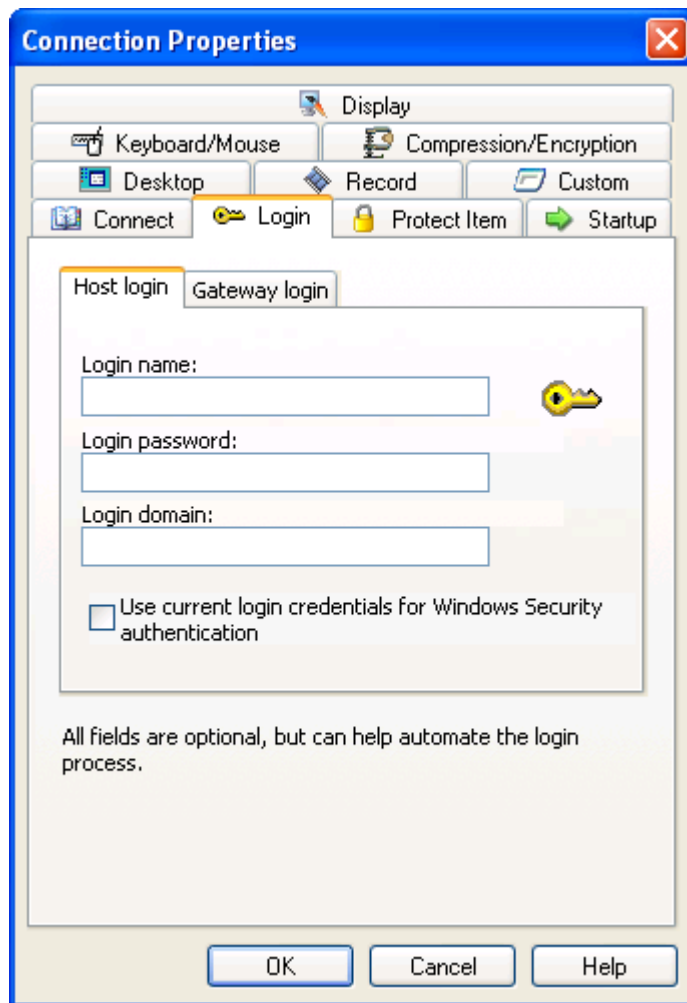 Connection Properties
Display
Keyboard/Mouse
Compression/Encryption
Desktop
Record
Custom
Connect
Login
Protect Item
Startup
Host login
Gateway login
Login name:
Login password:
Login domain:
Use current login credentials for Windows Security
authentication
All fields are optional, but can help automate the login
process.
OK
Cancel
Help